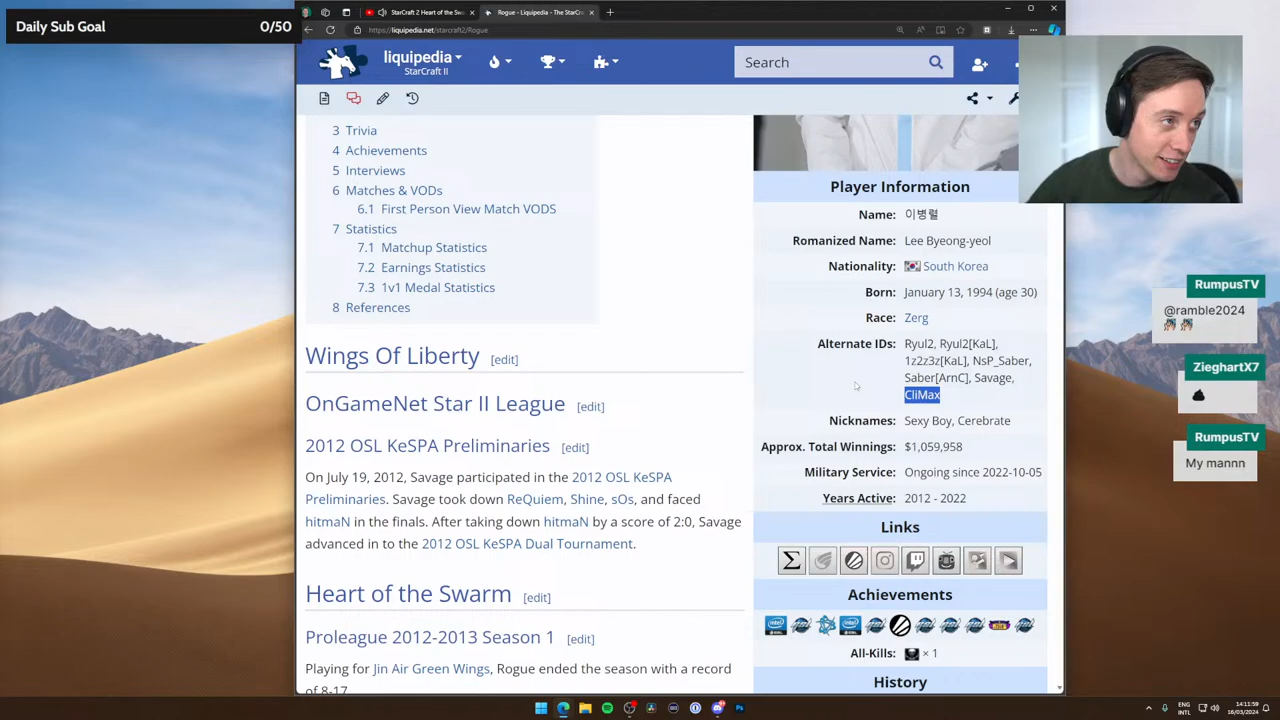 Daily Sub Goal
0/50
StarCraft 2 Heart of the Sw
Rogue - Liquipedia - The StarCra
https://liquipedia.net/starcraft2/Rogue
liquipedia
StarCraft II
Search
3 Trivia
4 Achievements
5 Interviews
6 Matches & VODs
6.1 First Person View Match VODS
7 Statistics
7.1 Matchup Statistics
7.2 Earnings Statistics
7.3 1v1 Medal Statistics
8 References
Wings Of Liberty [edit]
OnGameNet Star II League [edit]
2012 OSL KeSPA Preliminaries [edit]
On July 19, 2012, Savage participated in the 2012 OSL KeSPA
Preliminaries. Savage took down ReQuiem, Shine, sOs, and faced
hitmaN in the finals. After taking down hitmaN by a score of 2:0, Savage
advanced in to the 2012 OSL KeSPA Dual Tournament.
Heart of the Swarm [edit]
Proleague 2012-2013 Season 1 [edit]
Playing for Jin Air Green Wings, Rogue ended the season with a record
of 8-17
Player Information
Name: 이병렬
Romanized Name: Lee Byeong-yeol
Nationality: South Korea
Born: January 13, 1994 (age 30)
Race: Zerg
Alternate IDs: Ryul2, Ryul2[KaL],
1z2z3z[KaL], NsP_Saber,
Saber[ArnC], Savage,
CliMax
Nicknames: Sexy Boy, Cerebrate
Approx. Total Winnings: $1,059,958
Military Service: Ongoing since 2022-10-05
Years Active: 2012 - 2022
Links
Achievements
All-Kills: × 1
History
RumpusTV
@ramble2024
ZieghartX7
RumpusTV
My mannn
ENG
INTL
14:11:59
16/03/2024